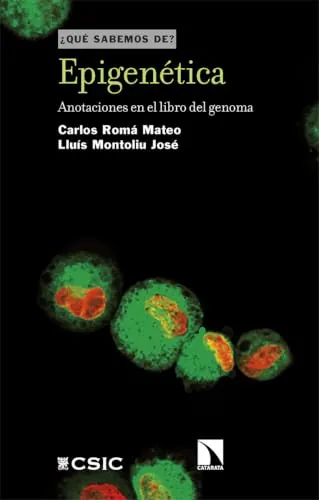 ¿QUÉ SABEMOS DE?
Epigenética
Anotaciones en el libro del genoma
Carlos Romá Mateo
Lluís Montoliu José
CSIC
CATARATA